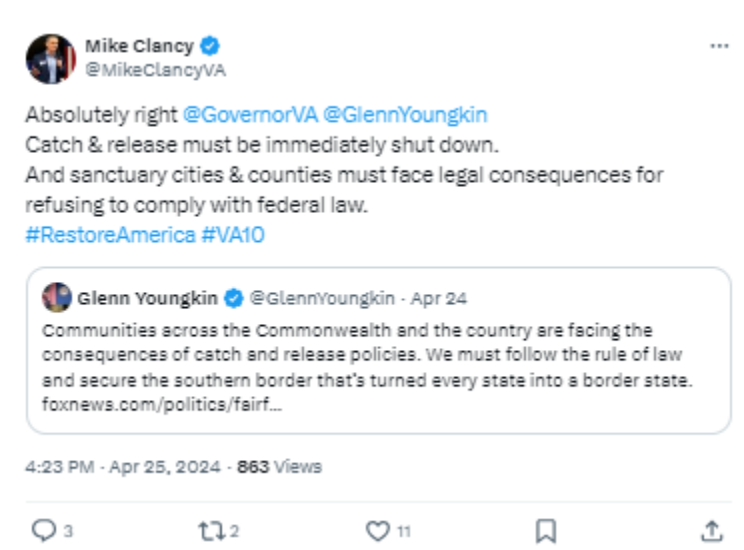 Mike Clancy
@MikeClancyVA
Absolutely right @GovernorVA @GlennYoungkin
Catch & release must be immediately shut down.
And sanctuary cities & counties must face legal consequences for
refusing to comply with federal law.
#RestoreAmerica #VA10
Glenn Youngkin @GlennYoungkin · Apr 24
Communities across the Commonwealth and the country are facing the
consequences of catch and release policies. We must follow the rule of law
and secure the southern border that's turned every state into a border state.
foxnews.com/politics/fairf...
4:23 PM · Apr 25, 2024 · 863 Views
3 2 11